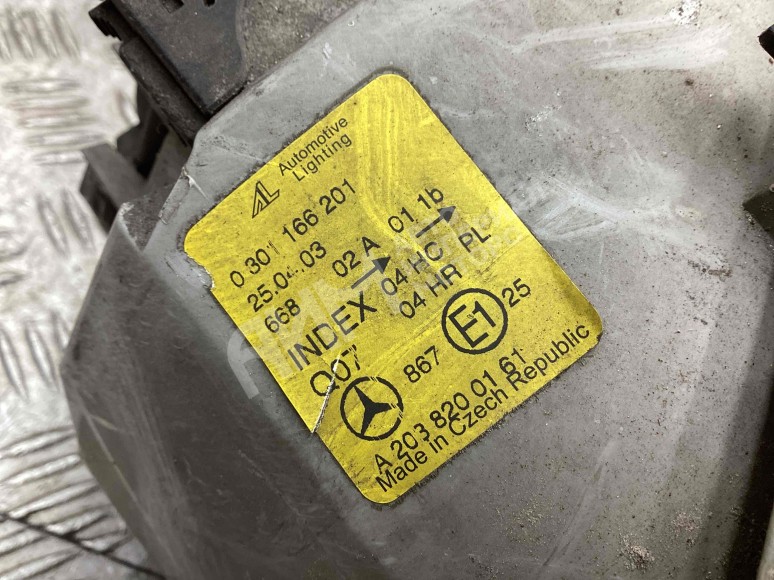 AL Automotive
Lighting
0 301 166 201
25.04.03
668 02 A 01 1b
INDEX 04 HC PL
04 HR
Q07
867 E1 25
A 203 820 01 61
Made in Czech Republic